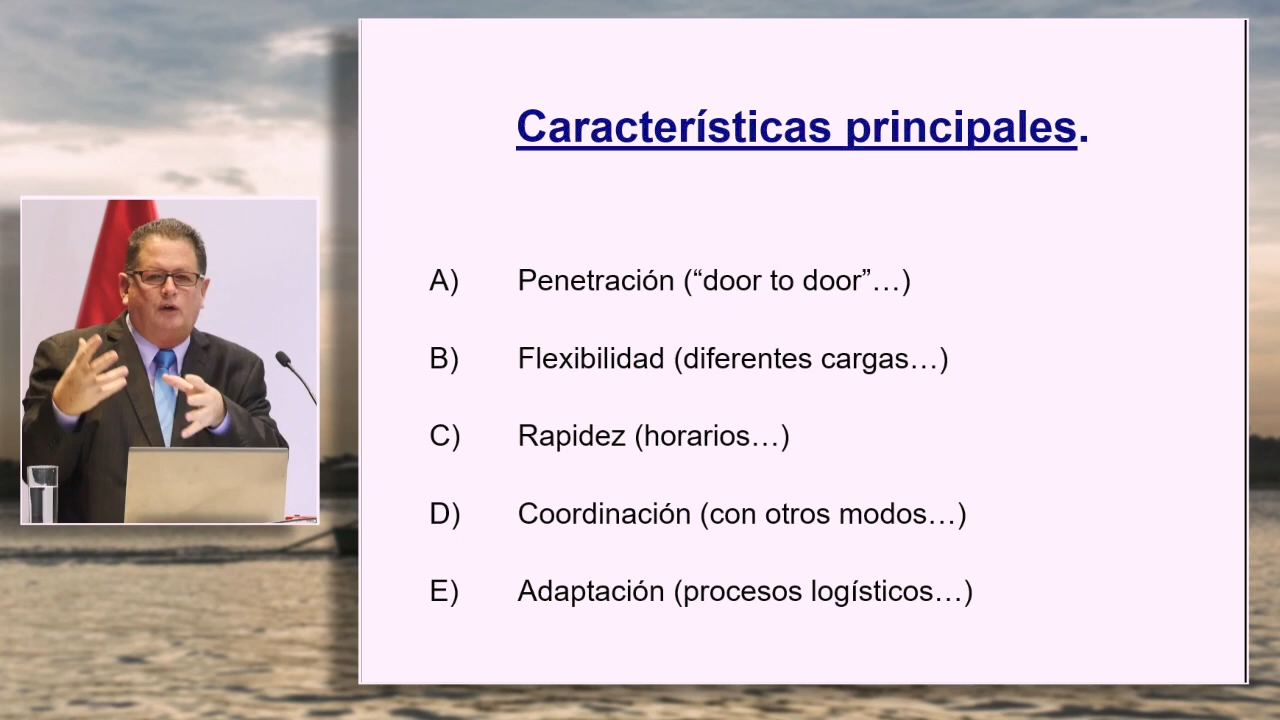 Características principales.
A) Penetración (“door to door”…)
B) Flexibilidad (diferentes cargas…)
C) Rapidez (horarios…)
D) Coordinación (con otros modos…)
E) Adaptación (procesos logísticos…)